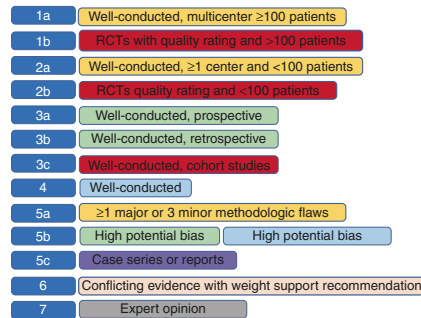 1a Well-conducted, multicenter ≥100 patients
1b RCTs with quality rating and >100 patients
2a Well-conducted, ≥1 center and <100 patients
2b RCTs quality rating and <100 patients
3a Well-conducted, prospective
3b Well-conducted, retrospective
3c Well-conducted, cohort studies
4 Well-conducted
5a ≥1 major or 3 minor methodologic flaws
5b High potential bias High potential bias
5c Case series or reports
6 Conflicting evidence with weight support recommendation
7 Expert opinion